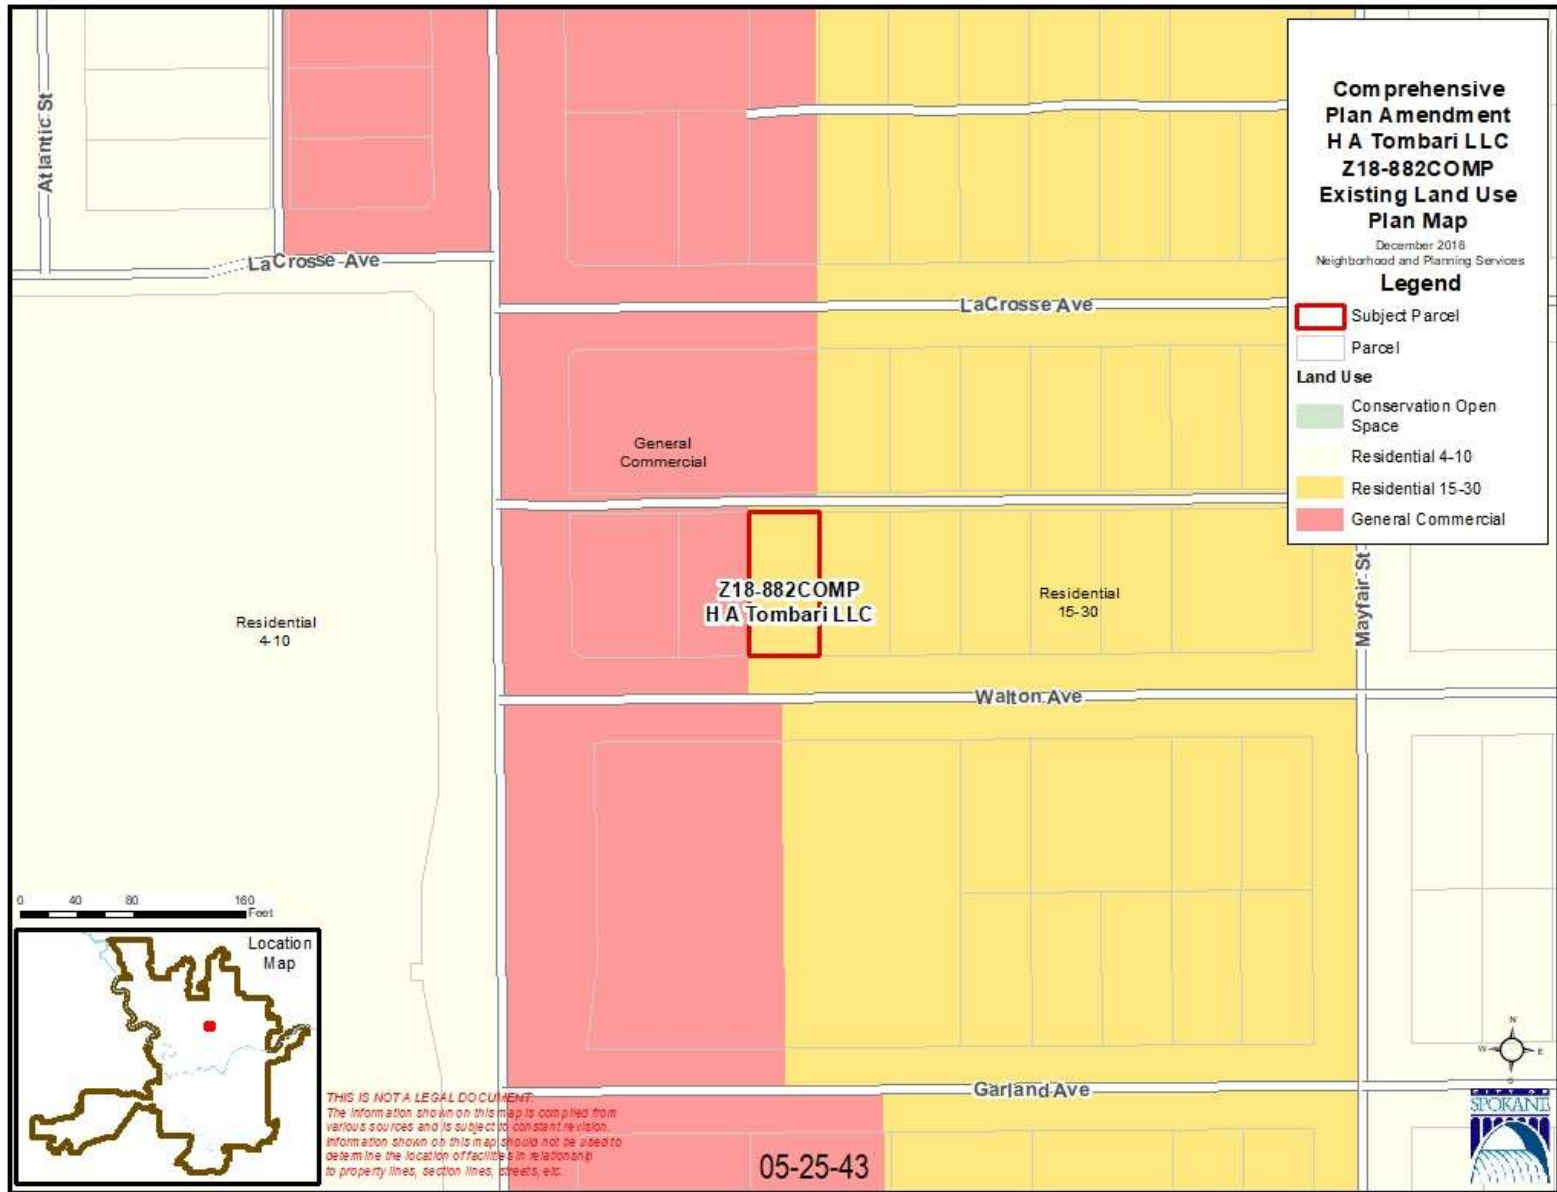 Comprehensive
Plan Amendment
H A Tombari LLC
Z18-882COMP
Existing Land Use
Plan Map
December 2018
Neighborhood and Planning Services
Legend
Subject Parcel
Parcel
Land Use
Conservation Open
Space
Residential 4-10
Residential 15-30
General Commercial
Atlantic St
LaCrosse Ave
LaCrosse Ave
General
Commercial
Z18-882COMP
H A Tombari LLC
Residential
15-30
Mayfair St
Residential
4-10
Walton Ave
0 40 80 160
Feet
Location
Map
N
W E
S
Garland Ave
THIS IS NOT A LEGAL DOCUMENT:
The information shown on this map is compiled from
various sources and is subject to constant revision.
Information shown on this map should not be used to
determine the location of facilities in relationship
to property lines, section lines, streets, etc.
05-25-43
CITY OF
SPOKANE